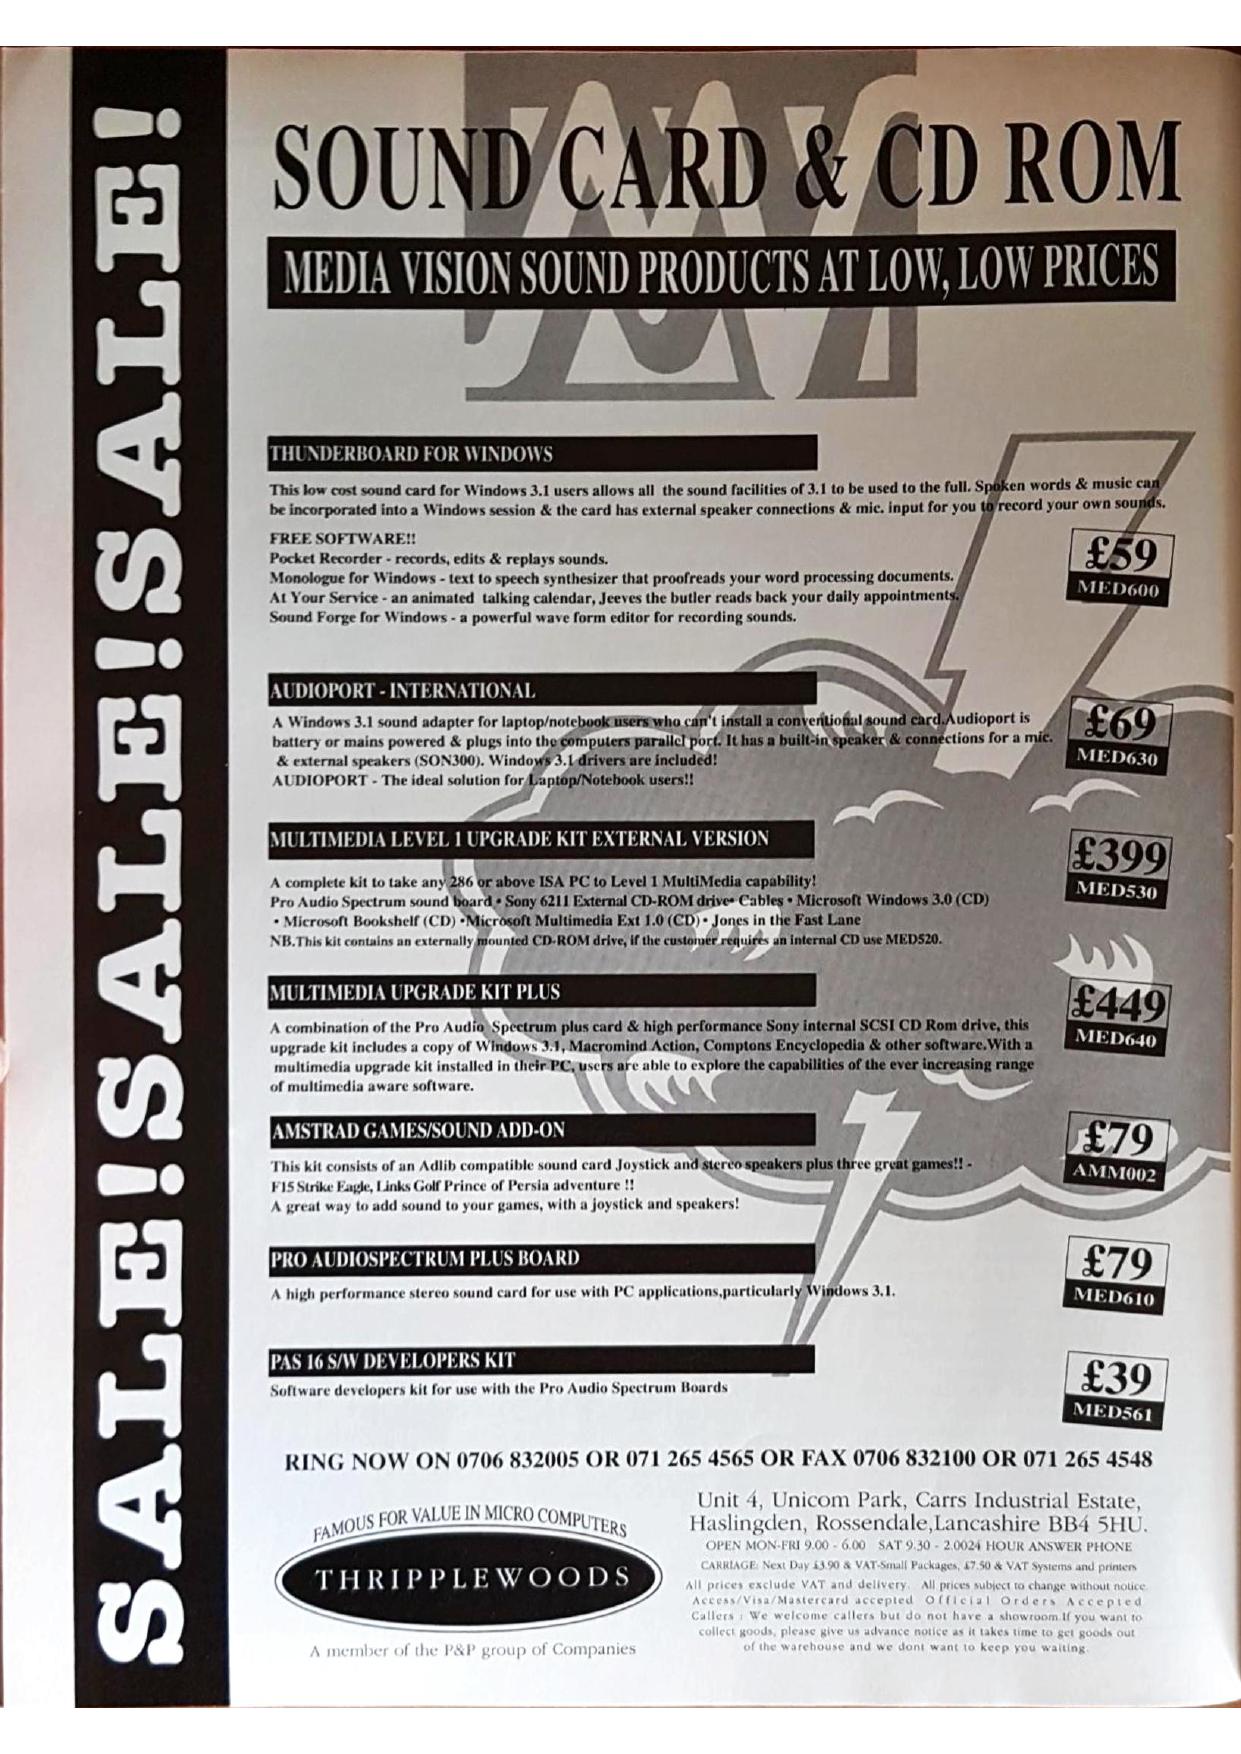 SALE!SALE!SALE!SALE!
SOUND CARD & CD ROM
MEDIA VISION SOUND PRODUCTS AT LOW, LOW PRICES
THUNDERBOARD FOR WINDOWS
This low cost sound card for Windows 3.1 users allows all the sound facilities of 3.1 to be used to the full. Spoken words & music can
be incorporated into a Windows session & the card has external speaker connections & mic. input for you to record your own sounds.
FREE SOFTWARE!!
Pocket Recorder - records, edits & replays sounds.
Monologue for Windows - text to speech synthesizer that proofreads your word processing documents.
At Your Service - an animated talking calendar, Jeeves the butler reads back your daily appointments.
Sound Forge for Windows - a powerful wave form editor for recording sounds.
£59
MED600
AUDIOPORT - INTERNATIONAL
A Windows 3.1 sound adapter for laptop/notebook users who can't install a conventional sound card.Audioport is
battery or mains powered & plugs into the computers parallel port. It has a built-in speaker & connections for a mic.
& external speakers (SON300). Windows 3.1 drivers are included!
AUDIOPORT - The ideal solution for Laptop/Notebook users!!
£69
MED630
MULTIMEDIA LEVEL 1 UPGRADE KIT EXTERNAL VERSION
A complete kit to take any 286 or above ISA PC to Level 1 MultiMedia capability!
Pro Audio Spectrum sound board • Sony 6211 External CD-ROM drive• Cables • Microsoft Windows 3.0 (CD)
• Microsoft Bookshelf (CD) •Microsoft Multimedia Ext 1.0 (CD) • Jones in the Fast Lane
NB.This kit contains an externally mounted CD-ROM drive, if the customer requires an internal CD use MED520.
£399
MED530
MULTIMEDIA UPGRADE KIT PLUS
A combination of the Pro Audio Spectrum plus card & high performance Sony internal SCSI CD Rom drive, this
upgrade kit includes a copy of Windows 3.1, Macromind Action, Comptons Encyclopedia & other software.With a
multimedia upgrade kit installed in their PC, users are able to explore the capabilities of the ever increasing range
of multimedia aware software.
£449
MED640
AMSTRAD GAMES/SOUND ADD-ON
This kit consists of an Adlib compatible sound card Joystick and stereo speakers plus three great games!! -
F15 Strike Eagle, Links Golf Prince of Persia adventure !!
A great way to add sound to your games, with a joystick and speakers!
£79
AMM002
PRO AUDIOSPECTRUM PLUS BOARD
A high performance stereo sound card for use with PC applications,particularly Windows 3.1.
£79
MED610
PAS 16 S/W DEVELOPERS KIT
Software developers kit for use with the Pro Audio Spectrum Boards
£39
MED561
RING NOW ON 0706 832005 OR 071 265 4565 OR FAX 0706 832100 OR 071 265 4548
FAMOUS FOR VALUE IN MICRO COMPUTERS
THRIPPLEWOODS
A member of the P&P group of Companies
Unit 4, Unicom Park, Carrs Industrial Estate,
Haslingden, Rossendale,Lancashire BB4 5HU.
OPEN MON-FRI 9.00 - 6.00 SAT 9.30 - 2.0024 HOUR ANSWER PHONE
CARRIAGE: Next Day £3.90 & VAT-Small Packages, £7.50 & VAT Systems and printers
All prices exclude VAT and delivery. All prices subject to change without notice.
Access/Visa/Mastercard accepted Official Orders Accepted
Callers : We welcome callers but do not have a showroom.If you want to
collect goods, please give us advance notice as it takes time to get goods out
of the warehouse and we dont want to keep you waiting.